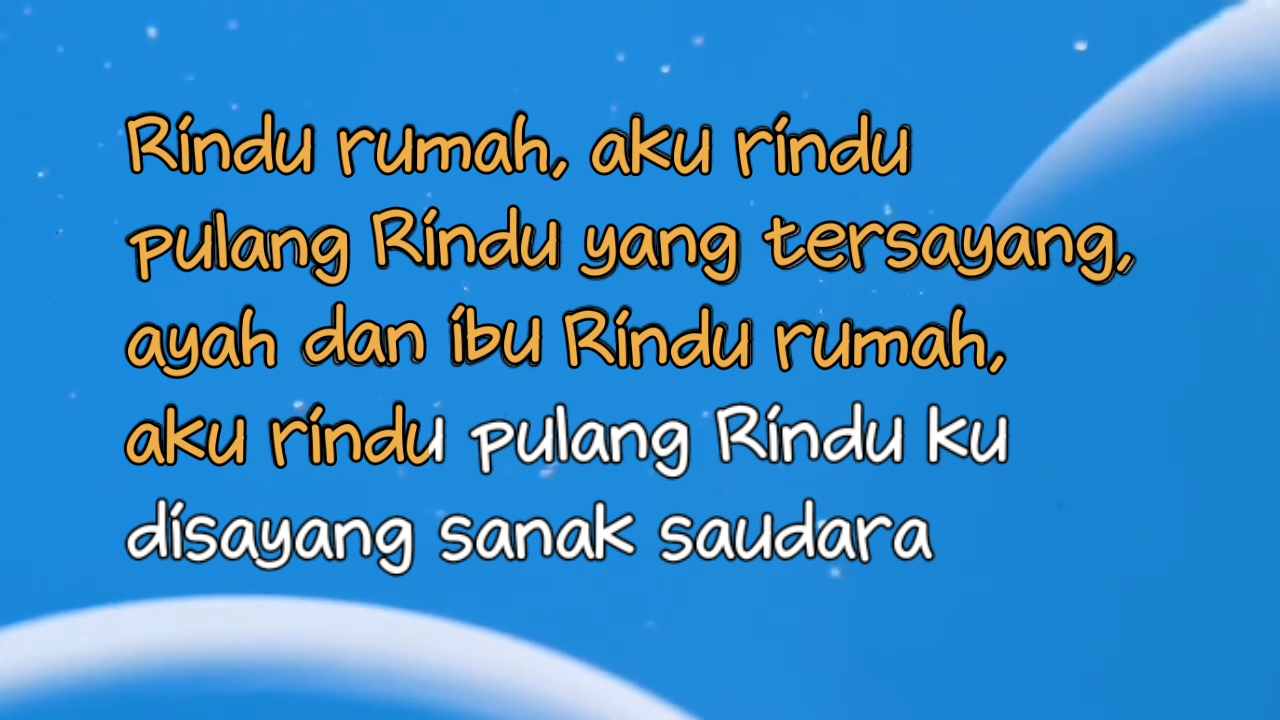 Rindu rumah, aku rindu
pulang Rindu yang tersayang,
ayah dan ibu Rindu rumah,
aku rindu pulang Rindu ku
disayang sanak saudara